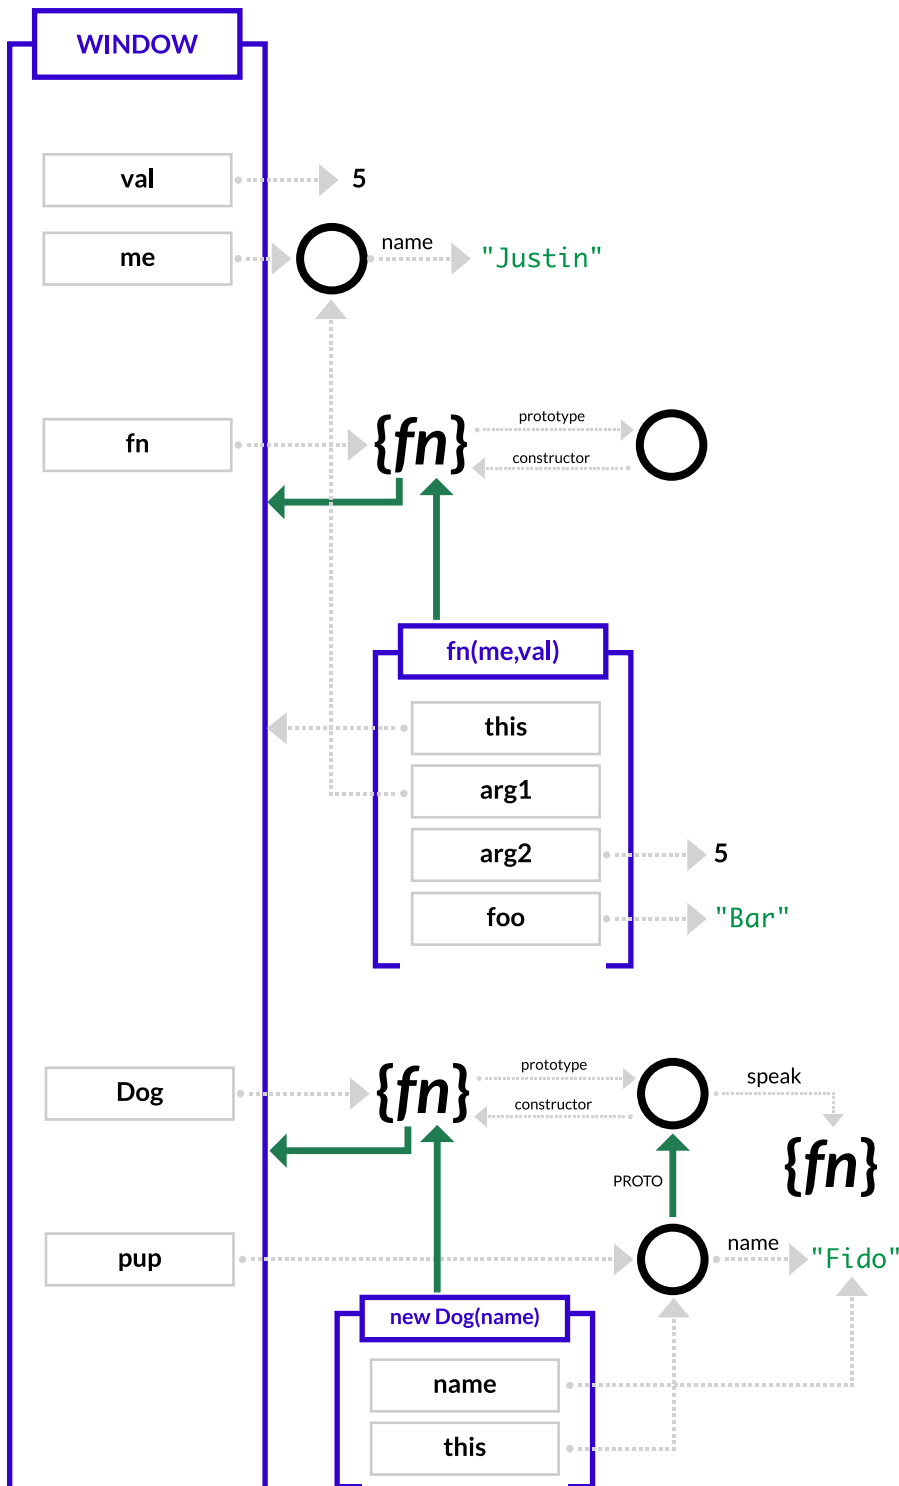 WINDOW
val
5
me
name
"Justin"
fn
{fn}
prototype
constructor
fn(me,val)
this
arg1
arg2
5
foo
"Bar"
Dog
{fn}
prototype
constructor
speak
{fn}
PROTO
pup
name
"Fido"
new Dog(name)
name
this